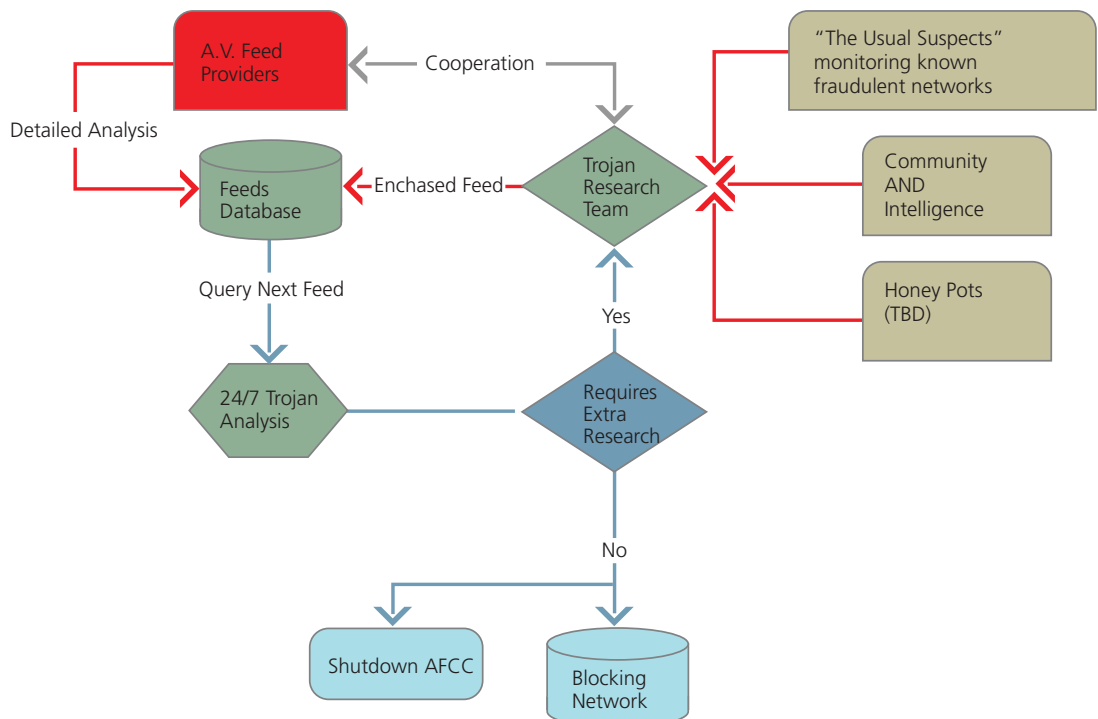 A.V. Feed
Providers
Cooperation
“The Usual Suspects”
monitoring known
fraudulent networks
Detailed Analysis
Feeds
Database
Enchased Feed
Trojan
Research
Team
Community
AND
Intelligence
Query Next Feed
Yes
Honey Pots
(TBD)
24/7 Trojan
Analysis
Requires
Extra
Research
No
Shutdown AFCC
Blocking
Network